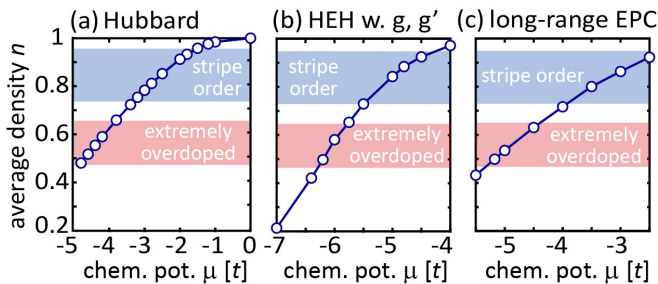 (a) Hubbard
(b) HEH w. g, g’
(c) long-range EPC
average density n
1
0.8
0.6
0.4
0.2
stripe
order
extremely
overdoped
-5 -4 -3 -2 -1 0
chem. pot. μ [t]
stripe
order
extremely
overdoped
-7 -6 -5 -4
chem. pot. μ [t]
stripe order
extremely
overdoped
-5 -4 -3
chem. pot. μ [t]